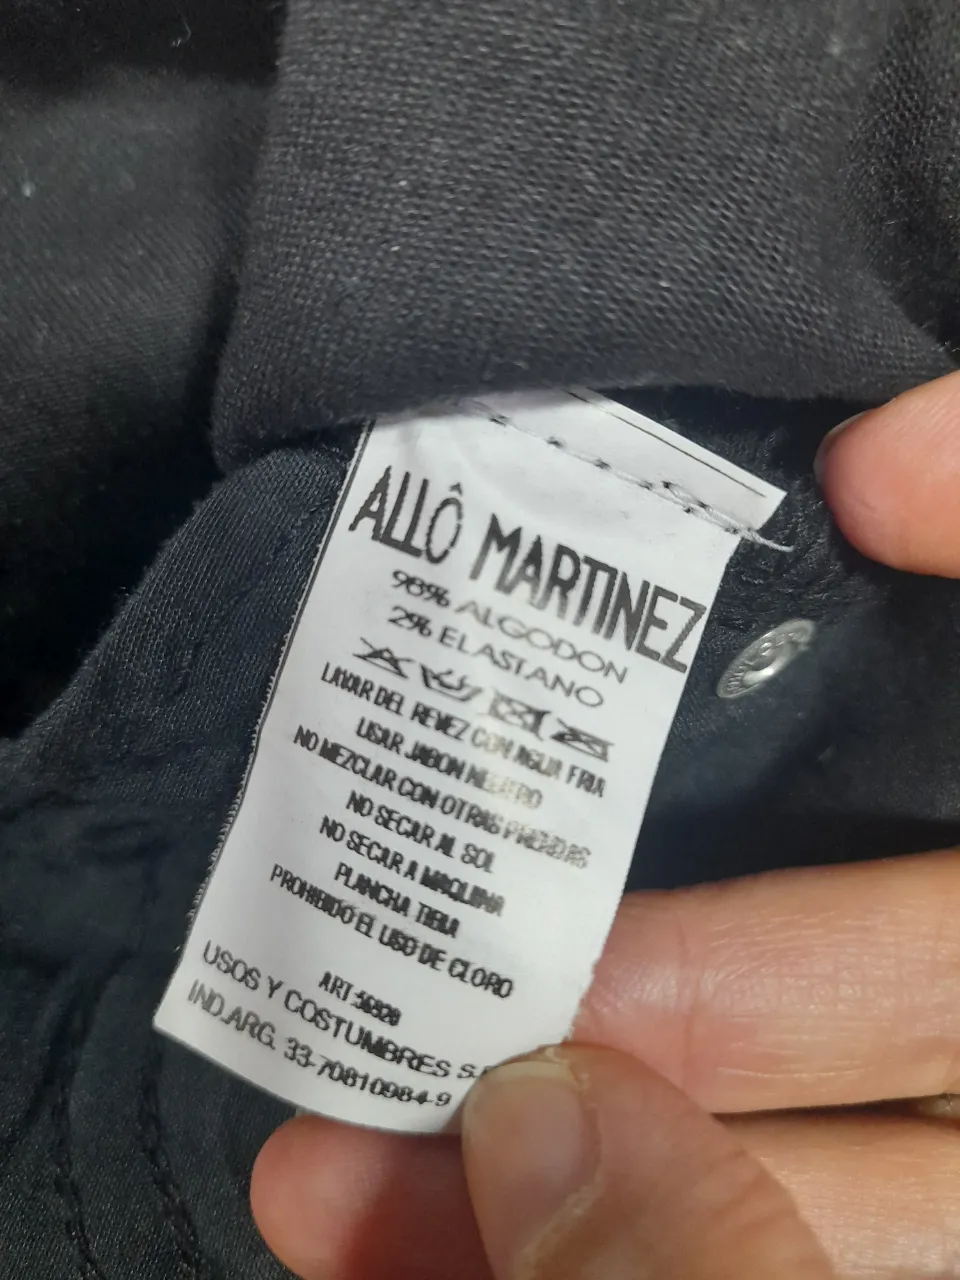 ALLÔ MARTINEZ
98% ALGODON
2% ELASTANO
LAVAR DEL REVEZ CON AGUA FRIA
USAR JABON NEUTRO
NO MEZCLAR CON OTRAS PRENDAS
NO SECAR AL SOL
NO SECAR A MAQUINA
PLANCHA TIBIA
PROHIBIDO EL USO DE CLORO
ART
USOS Y COSTUMBRES S.
IND.ARG. 33-70810984-9